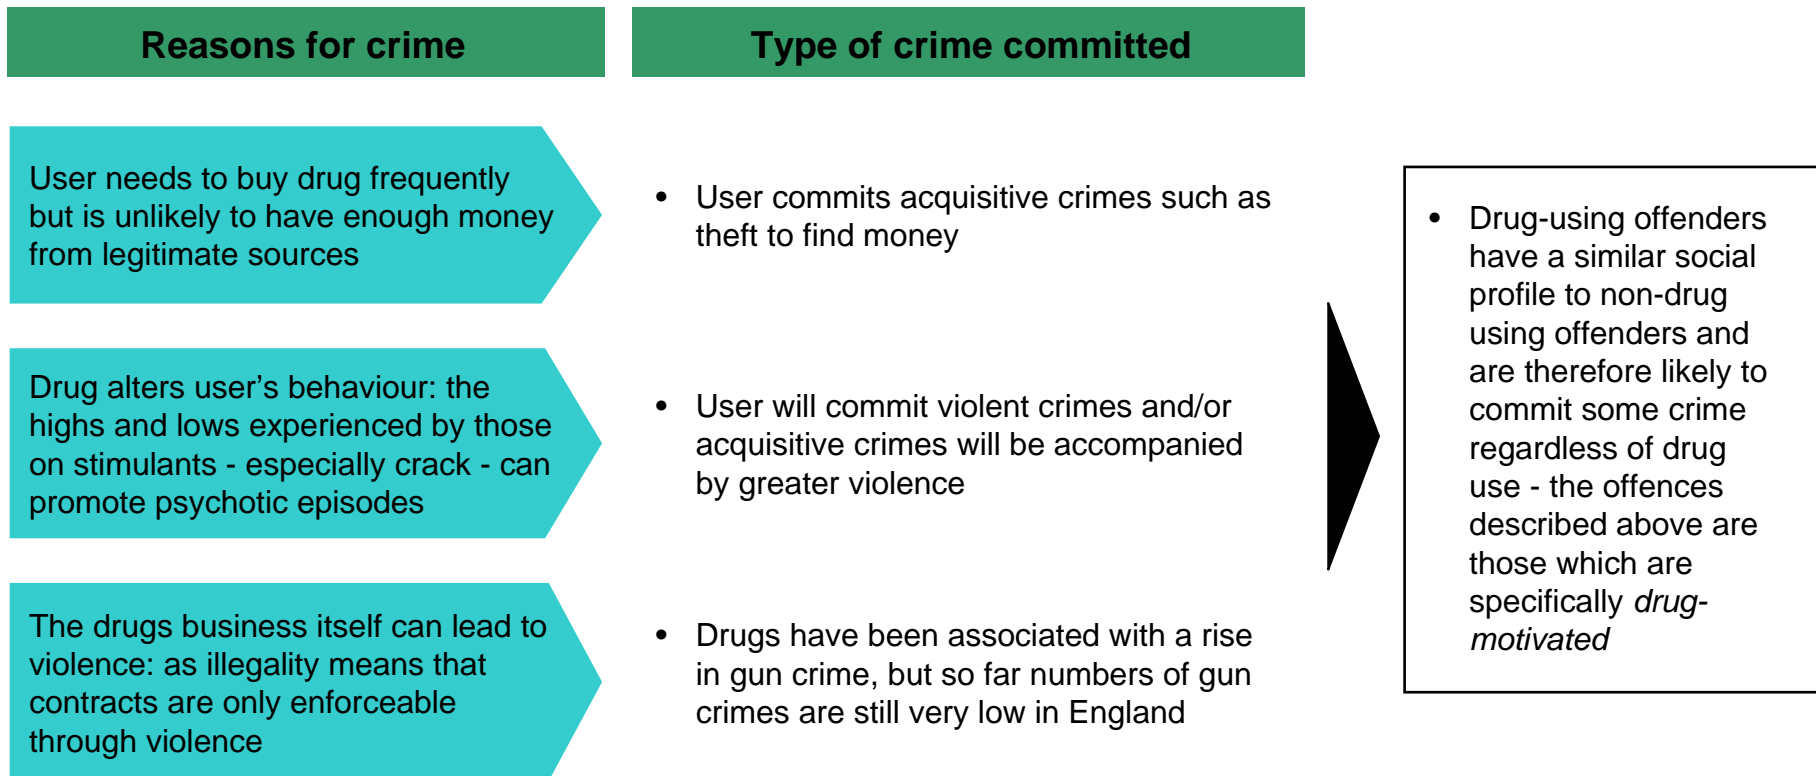 Reasons for crime
Type of crime committed
User needs to buy drug frequently
but is unlikely to have enough money
from legitimate sources
• User commits acquisitive crimes such as
theft to find money
Drug alters user's behaviour: the
highs and lows experienced by those
on stimulants - especially crack - can
promote psychotic episodes
• User will commit violent crimes and/or
acquisitive crimes will be accompanied
by greater violence
The drugs business itself can lead to
violence: as illegality means that
contracts are only enforceable
through violence
• Drugs have been associated with a rise
in gun crime, but so far numbers of gun
crimes are still very low in England
• Drug-using offenders
have a similar social
profile to non-drug
using offenders and
are therefore likely to
commit some crime
regardless of drug
use - the offences
described above are
those which are
specifically drug-
motivated